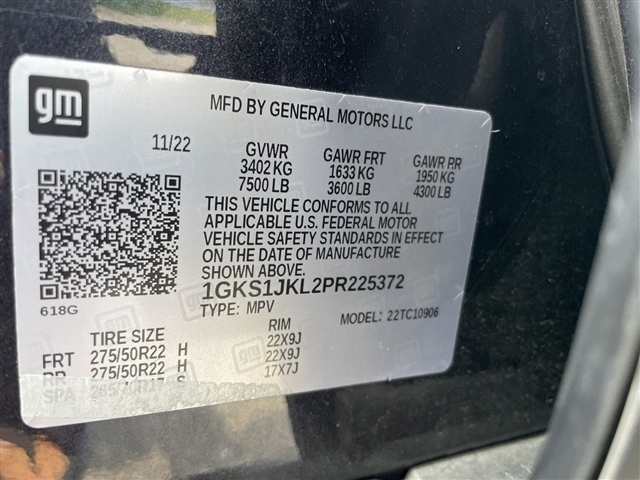 gm
MFD BY GENERAL MOTORS LLC
11/22
GVWR GAWR FRT GAWR RR
3402 KG 1633 KG 1950 KG
7500 LB 3600 LB 4300 LB
THIS VEHICLE CONFORMS TO ALL
APPLICABLE U.S. FEDERAL MOTOR
VEHICLE SAFETY STANDARDS IN EFFECT
ON THE DATE OF MANUFACTURE
SHOWN ABOVE.
1GKS1JKL2PR225372
618G
TYPE: MPV MODEL: 22TC10906
TIRE SIZE RIM
FRT 275/50R22 H 22X9J
RR 275/50R22 H 22X9J
SPA S 17X7J